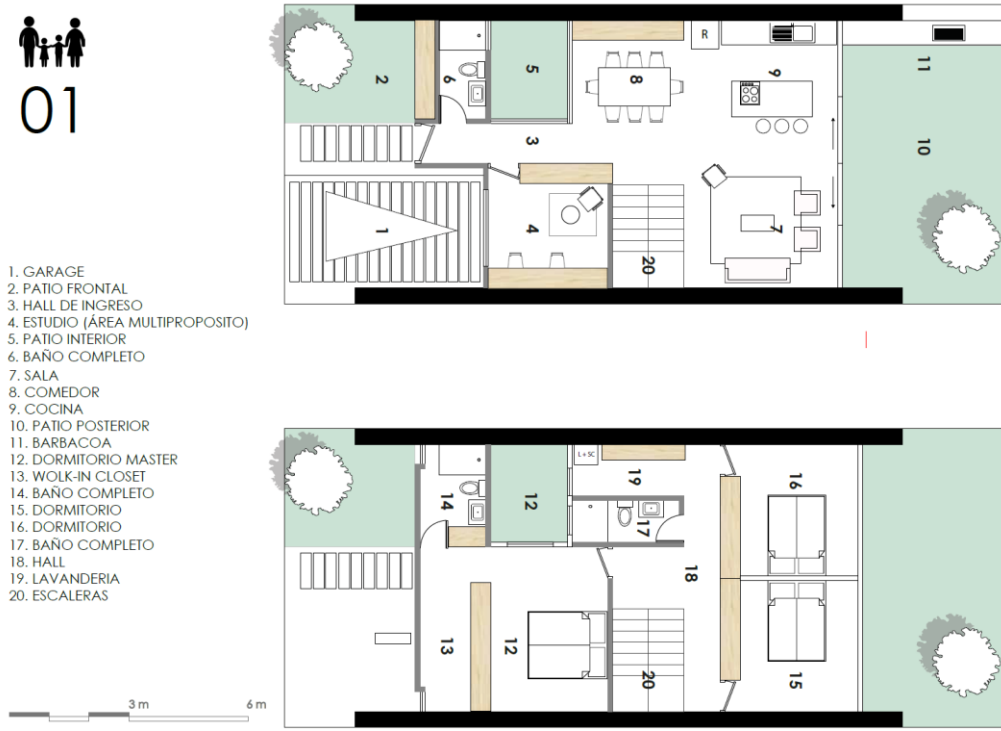 01
1. GARAGE
2. PATIO FRONTAL
3. HALL DE INGRESO
4. ESTUDIO (ÁREA MULTIPROPOSITO)
5. PATIO INTERIOR
6. BAÑO COMPLETO
7. SALA
8. COMEDOR
9. COCINA
10. PATIO POSTERIOR
11. BARBACOA
12. DORMITORIO MASTER
13. WOLK-IN CLOSET
14. BAÑO COMPLETO
15. DORMITORIO
16. DORMITORIO
17. BAÑO COMPLETO
18. HALL
19. LAVANDERIA
20. ESCALERAS
3 m
6 m
2
6
5
8
R
9
11
3
10
1
4
20
7
14
12
L+SC
19
17
16
18
13
12
20
15